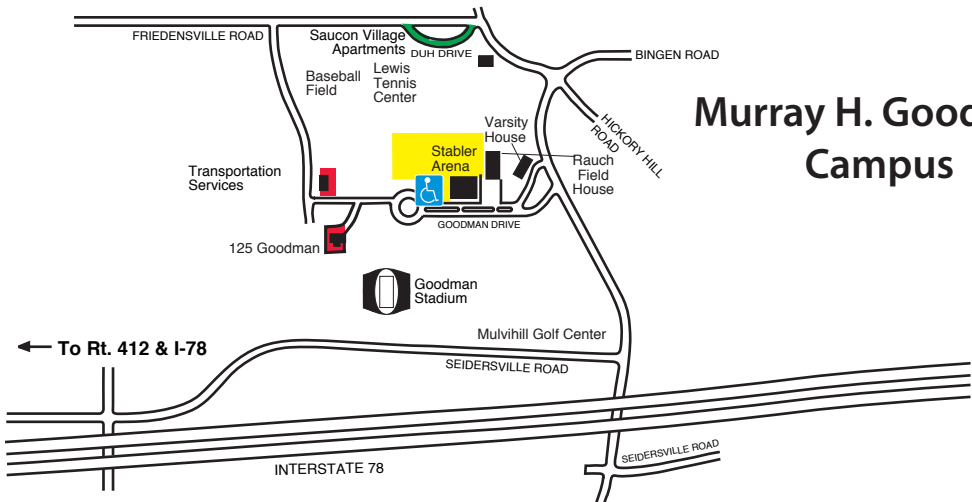 FRIEDENSVILLE ROAD
Saucon Village
Apartments
DUH DRIVE
BINGEN ROAD
Baseball
Field
Lewis
Tennis
Center
Murray H. Good
Campus
HICKORY HILL
ROAD
Varsity
House
Stabler
Arena
Rauch
Field
House
Transportation
Services
GOODMAN DRIVE
125 Goodman
Goodman
Stadium
Mulvihill Golf Center
To Rt. 412 & I-78
SEIDERSVILLE ROAD
SEIDERSVILLE ROAD
INTERSTATE 78